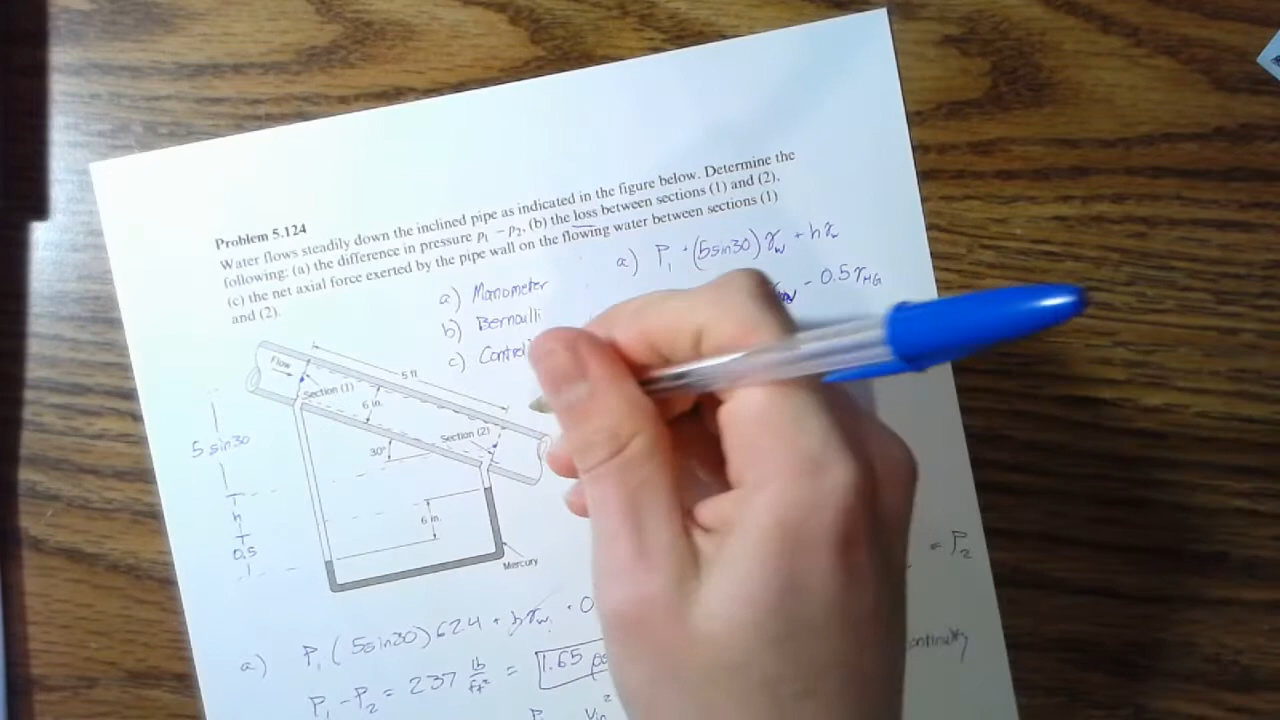 Problem 5.124
Water flows steadily down the inclined pipe as indicated in the figure below. Determine the
following: (a) the difference in pressure p₁ − p₂, (b) the loss between sections (1) and (2),
(c) the net axial force exerted by the pipe wall on the flowing water between sections (1)
and (2).
a) Manometer
b) Bernoulli
c)
a) P₁ + (5sin30)γw + hγw
- 0.5γHG
= P₂
Flow
Section (1)
5 ft
6 in.
Section (2)
30°
6 in.
Mercury
5 sin30
h
0.5
a) P₁ (5sin30) 62.4 + hγw
P₁-P₂ = 237 lb/ft² = 1.65